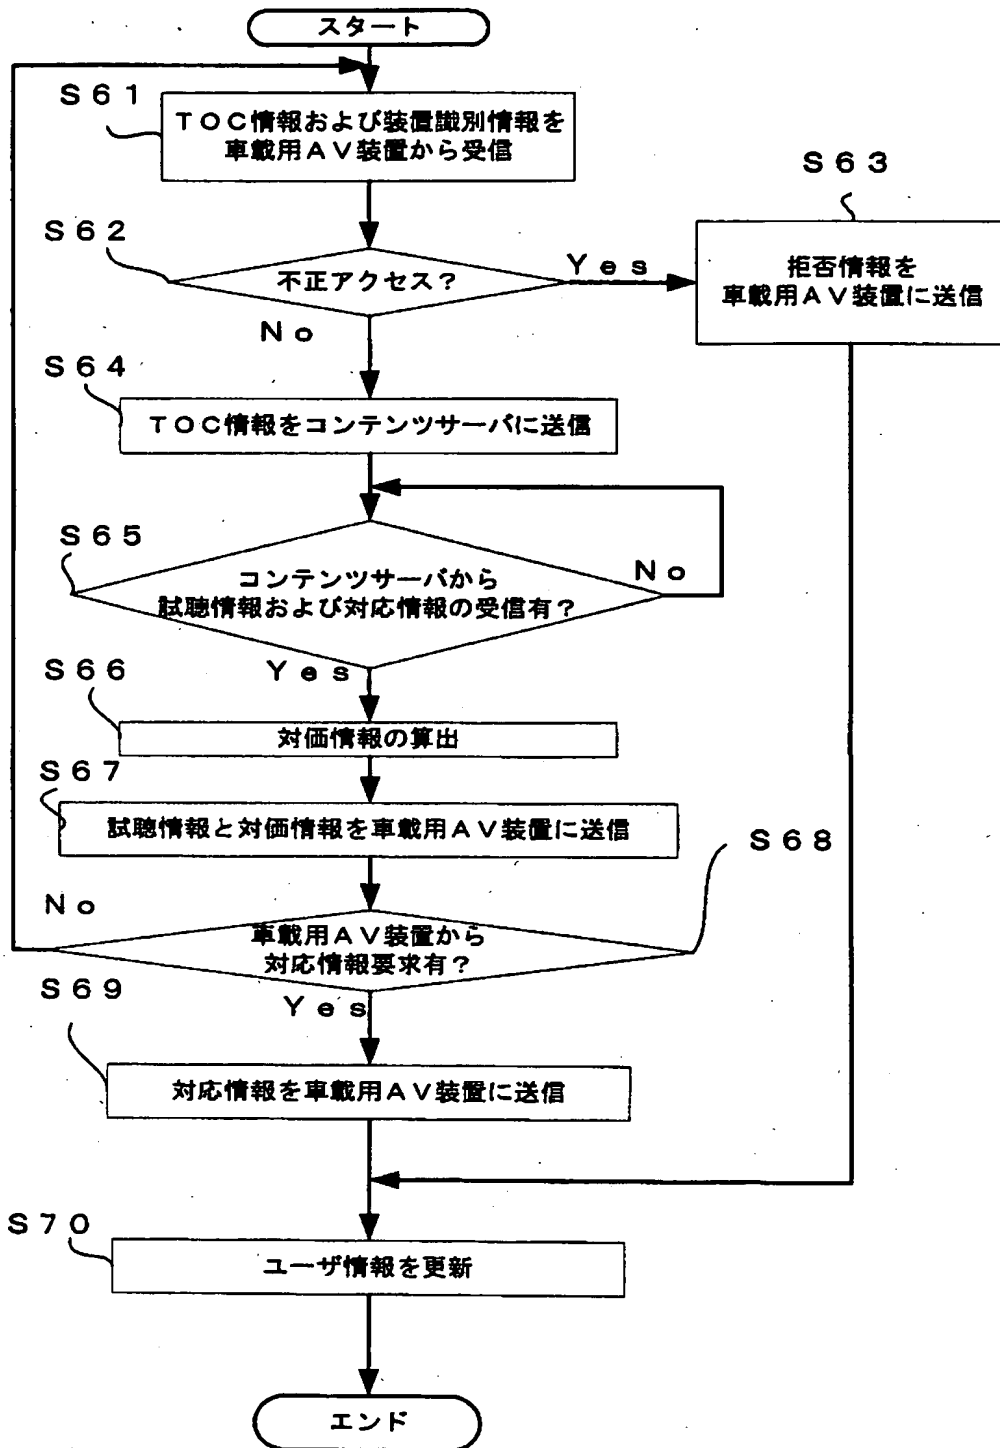 スタート
S61
TOC情報および装置識別情報を
車載用AV装置から受信
S62
不正アクセス?
Yes
No
S63
拒否情報を
車載用AV装置に送信
S64
TOC情報をコンテンツサーバに送信
S65
コンテンツサーバから
試聴情報および対応情報の受信有?
No
Yes
S66
対価情報の算出
S67
試聴情報と対価情報を車載用AV装置に送信
S68
車載用AV装置から
対応情報要求有?
No
Yes
S69
対応情報を車載用AV装置に送信
S70
ユーザ情報を更新
エンド